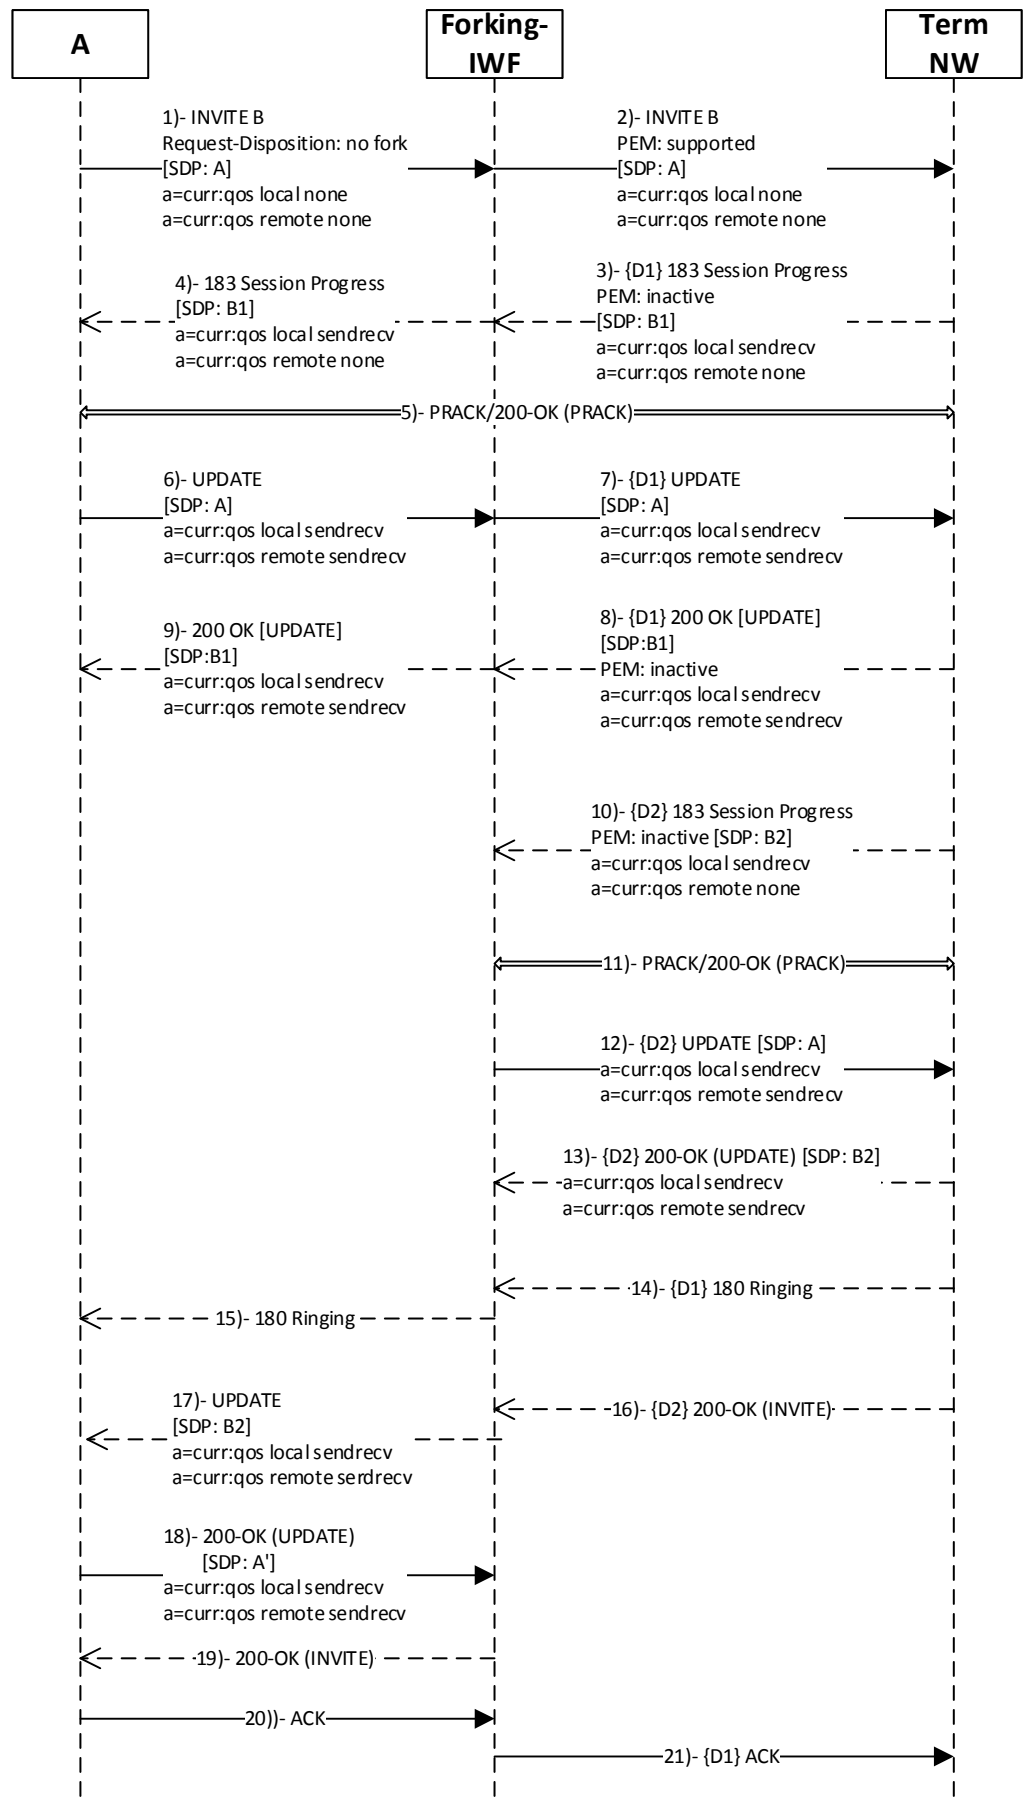 A
Forking-
IWF
Term
NW
1)- INVITE B
Request-Disposition: no fork
[SDP: A]
a=curr:qos local none
a=curr:qos remote none
2)- INVITE B
PEM: supported
[SDP: A]
a=curr:qos local none
a=curr:qos remote none
3)- {D1} 183 Session Progress
PEM: inactive
[SDP: B1]
a=curr:qos local sendrecv
a=curr:qos remote none
4)- 183 Session Progress
[SDP: B1]
a=curr:qos local sendrecv
a=curr:qos remote none
5)- PRACK/200-OK (PRACK)
6)- UPDATE
[SDP: A]
a=curr:qos local sendrecv
a=curr:qos remote sendrecv
7)- {D1} UPDATE
[SDP: A]
a=curr:qos local sendrecv
a=curr:qos remote sendrecv
8)- {D1} 200 OK [UPDATE]
[SDP:B1]
PEM: inactive
a=curr:qos local sendrecv
a=curr:qos remote sendrecv
9)- 200 OK [UPDATE]
[SDP:B1]
a=curr:qos local sendrecv
a=curr:qos remote sendrecv
10)- {D2} 183 Session Progress
PEM: inactive [SDP: B2]
a=curr:qos local sendrecv
a=curr:qos remote none
11)- PRACK/200-OK (PRACK)
12)- {D2} UPDATE [SDP: A]
a=curr:qos local sendrecv
a=curr:qos remote sendrecv
13)- {D2} 200-OK (UPDATE) [SDP: B2]
a=curr:qos local sendrecv
a=curr:qos remote sendrecv
14)- {D1} 180 Ringing
15)- 180 Ringing
16)- {D2} 200-OK (INVITE)
17)- UPDATE
[SDP: B2]
a=curr:qos local sendrecv
a=curr:qos remote serdrecv
18)- 200-OK (UPDATE)
[SDP: A']
a=curr:qos local sendrecv
a=curr:qos remote sendrecv
19)- 200-OK (INVITE)
20))- ACK
21)- {D1} ACK